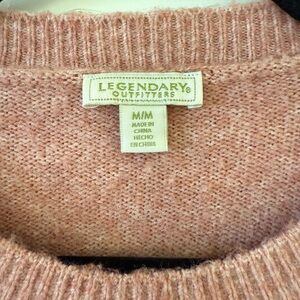 LEGENDARY®
OUTFITTERS
M/M
MADE IN
CHINA
HECHO
EN CHINA